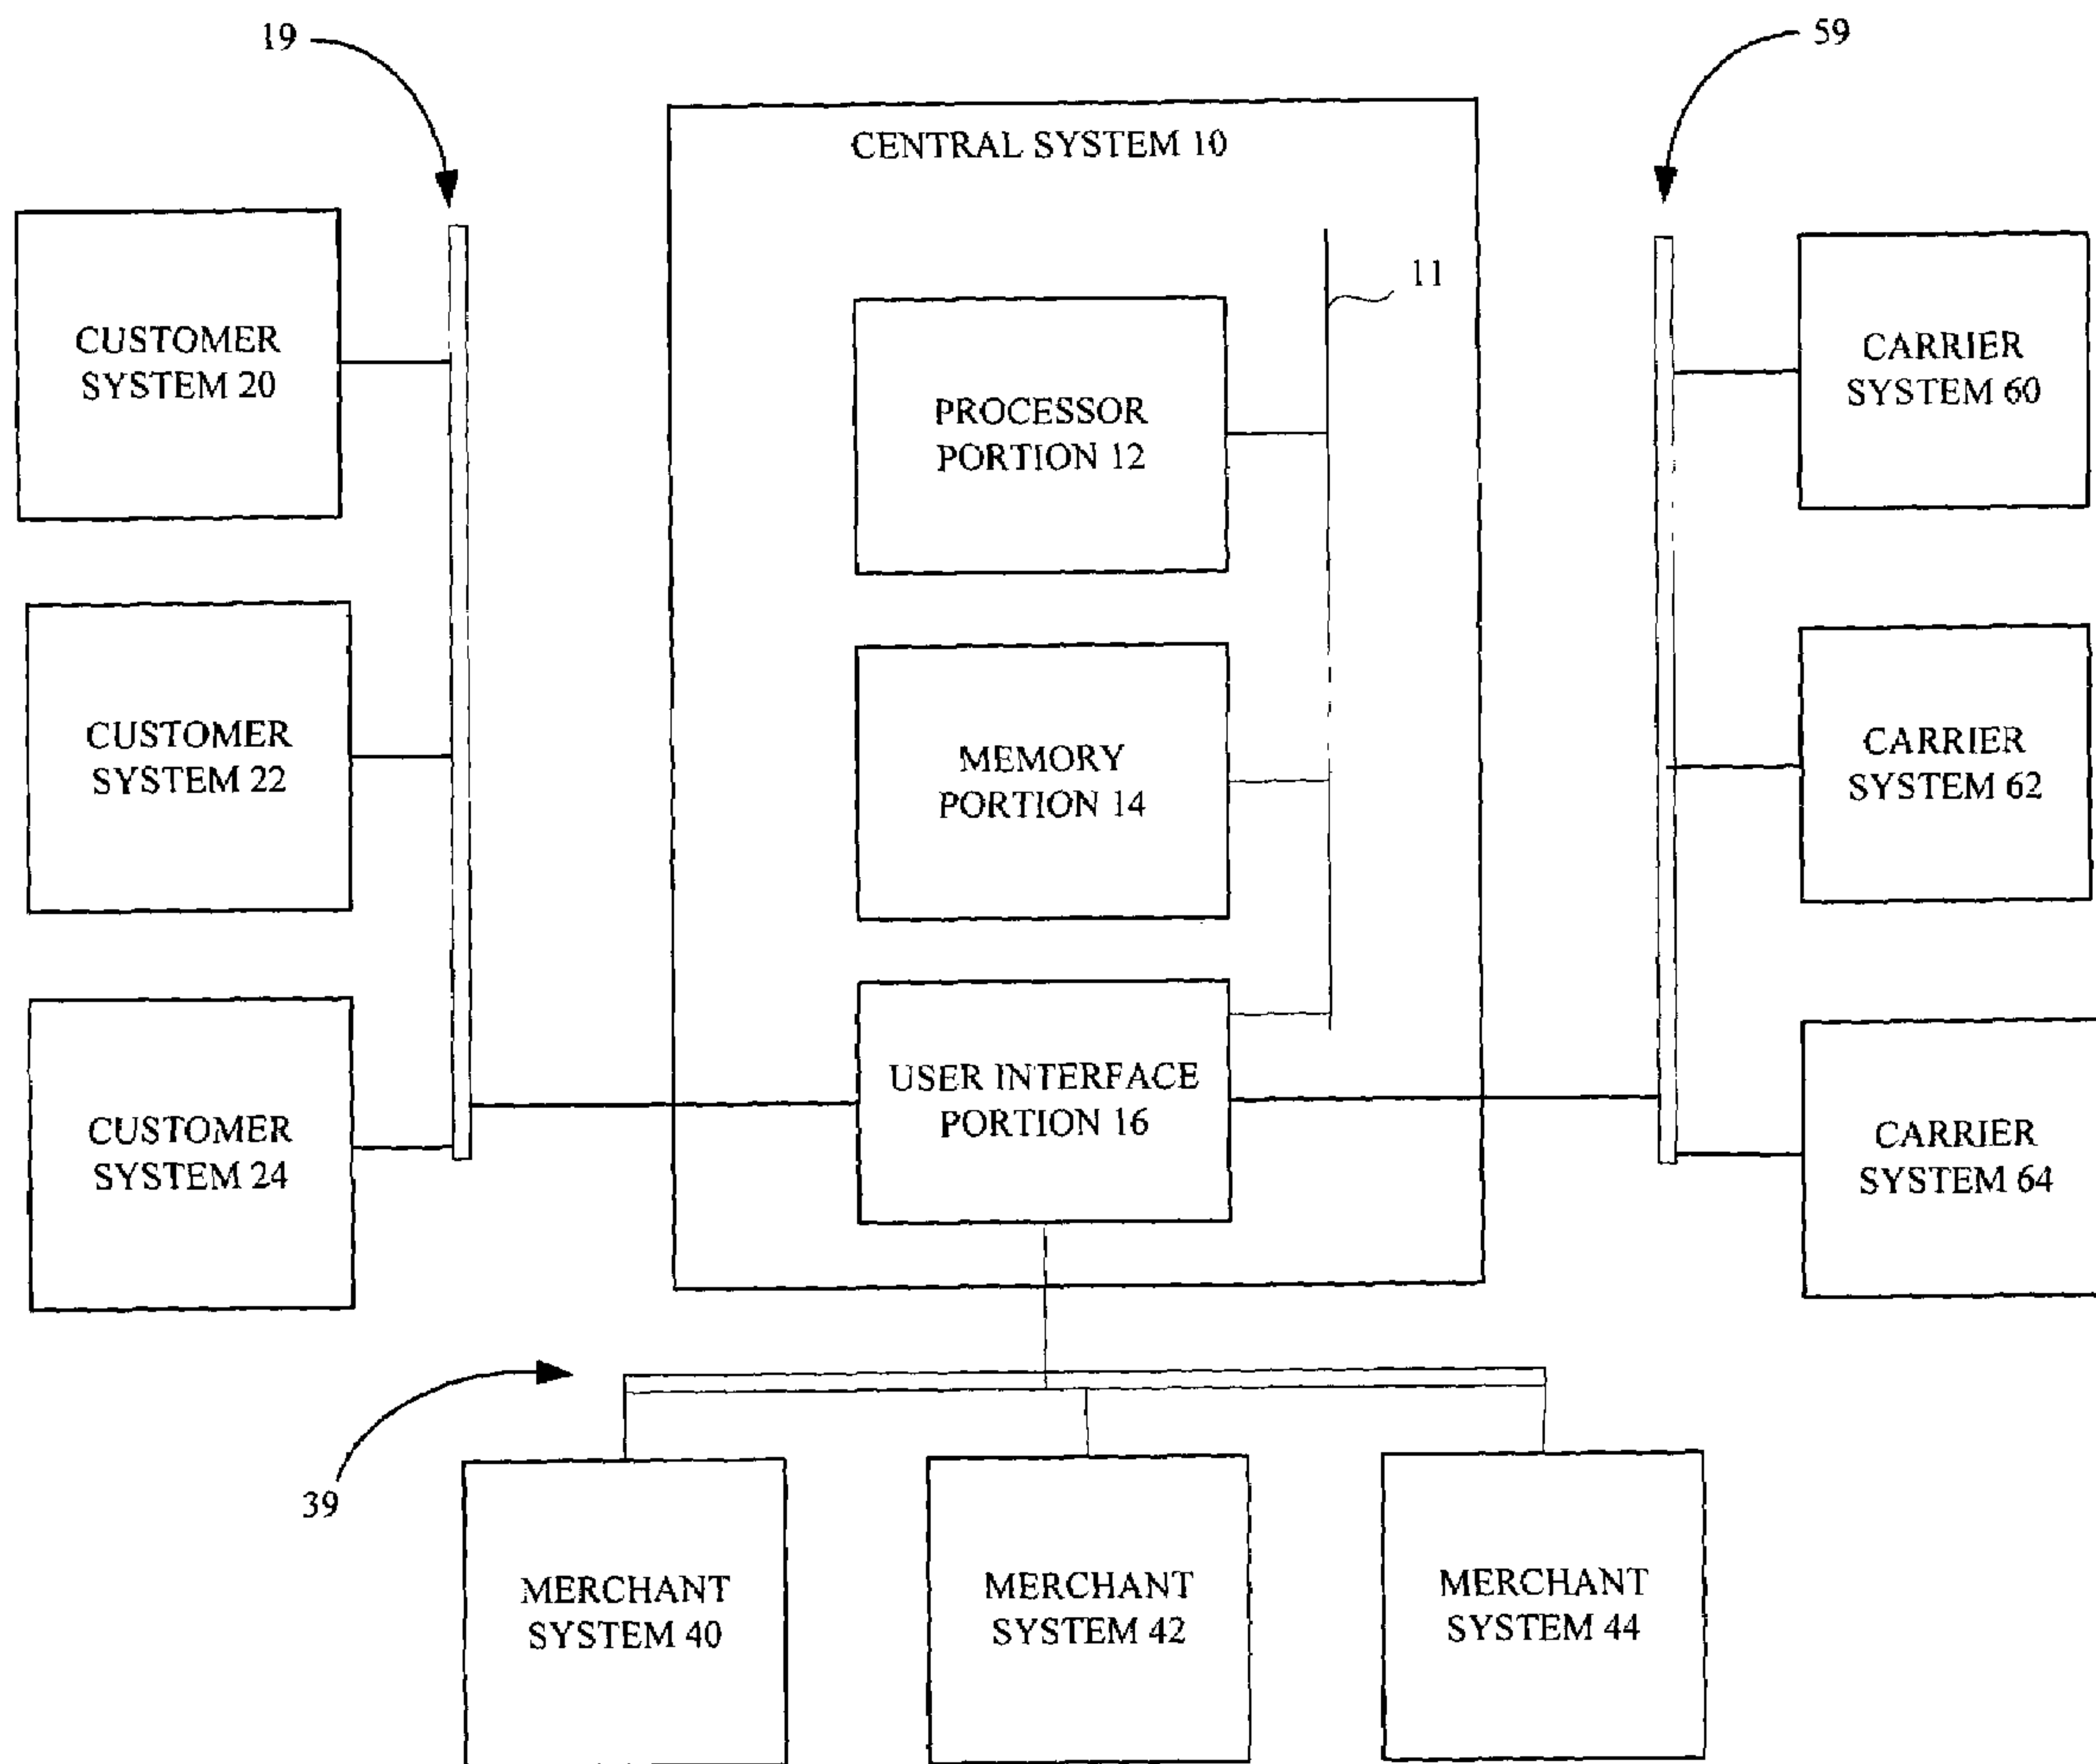 19
59
CENTRAL SYSTEM 10
11
CUSTOMER
SYSTEM 20
PROCESSOR
PORTION 12
CARRIER
SYSTEM 60
CUSTOMER
SYSTEM 22
MEMORY
PORTION 14
CARRIER
SYSTEM 62
CUSTOMER
SYSTEM 24
USER INTERFACE
PORTION 16
CARRIER
SYSTEM 64
39
MERCHANT
SYSTEM 40
MERCHANT
SYSTEM 42
MERCHANT
SYSTEM 44